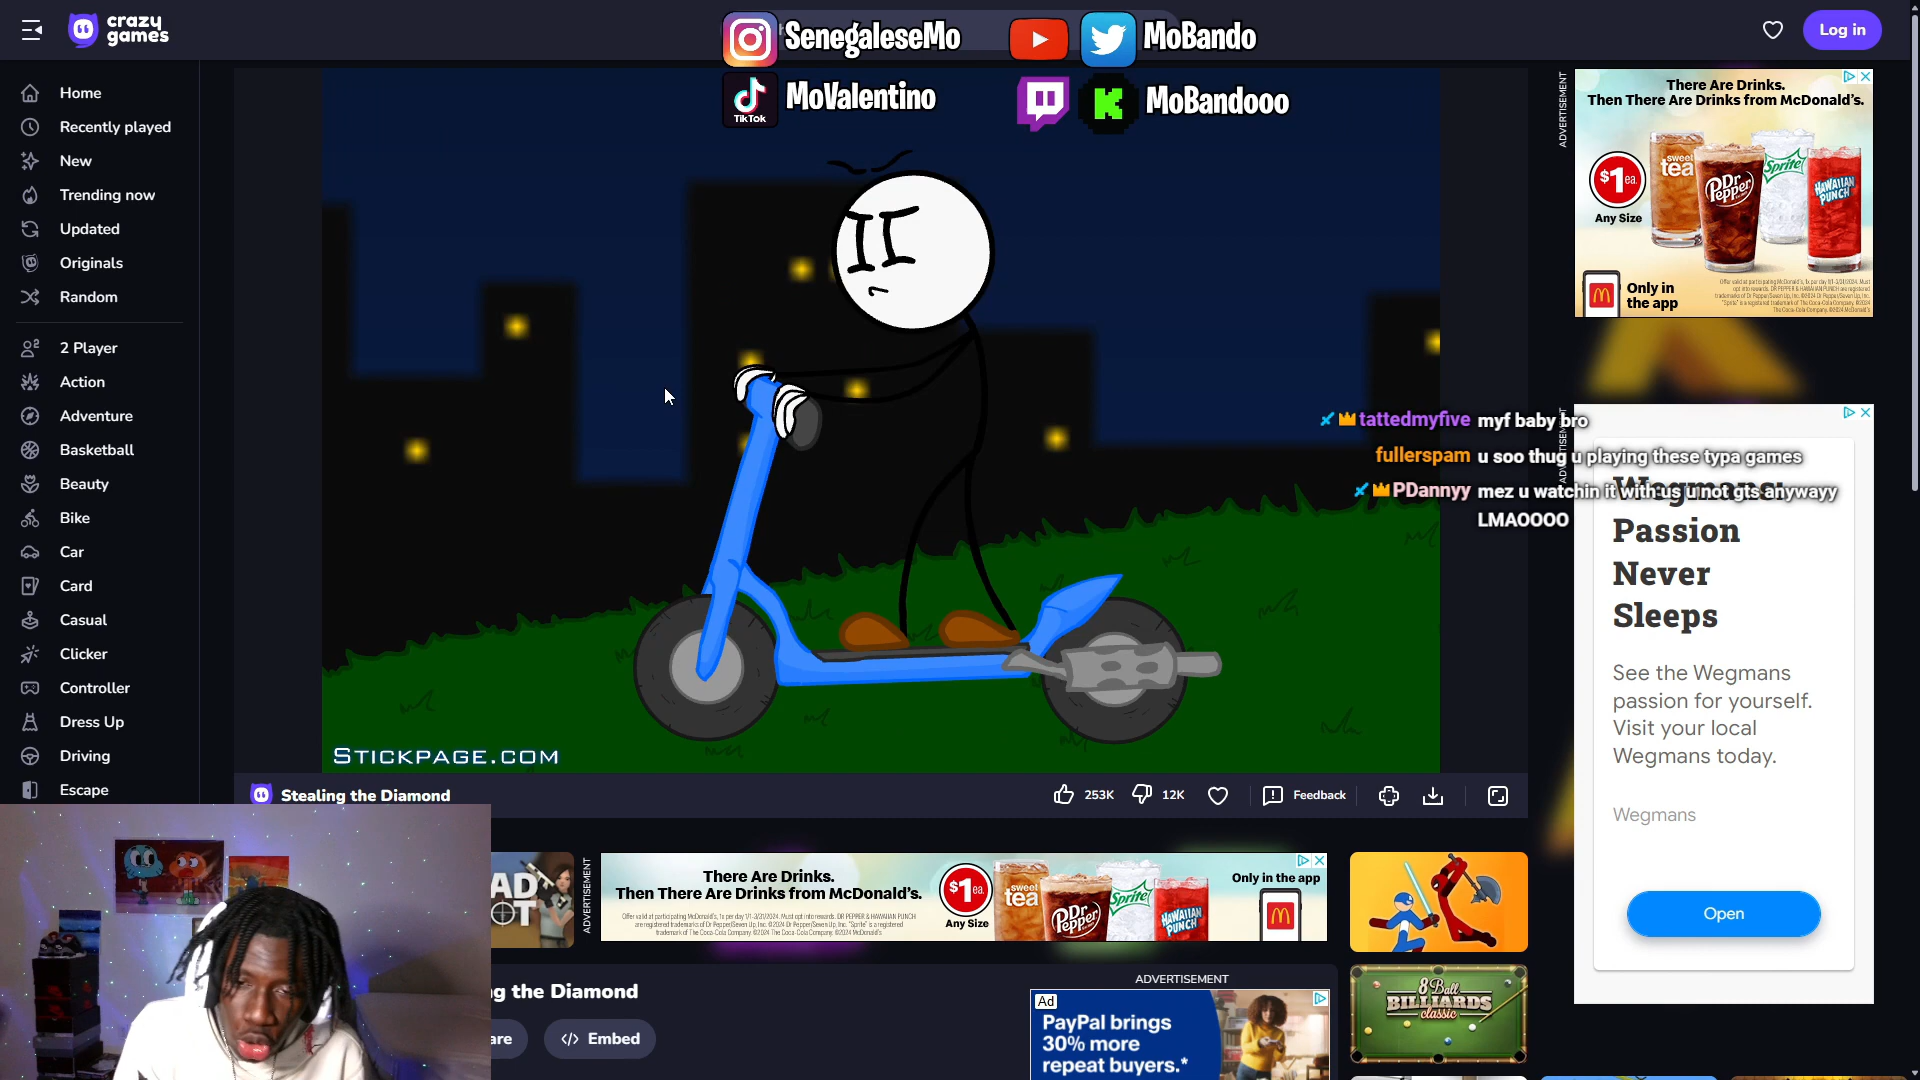 crazy
games
SenegaleseMo
MoBando
TikTok
MoValentino
MoBandooo
Log in
Home
Recently played
New
Trending now
Updated
Originals
Random
2 Player
Action
Adventure
Basketball
Beauty
Bike
Car
Card
Casual
Clicker
Controller
Dress Up
Driving
Escape
STICKPAGE.COM
Stealing the Diamond
253K
12K
Feedback
ADVERTISEMENT
There Are Drinks.
Then There Are Drinks from McDonald's.
$1 ea.
Any Size
sweet tea
Dr Pepper
Sprite
HAWAIIAN PUNCH
Only in
the app
tattedmyfive myf baby bro
fullerspam u soo thug u playing these typa games
PDannyy mez u watchin it with us u not gts anywayy
LMAOOOO
Wegmans:
Passion
Never
Sleeps
See the Wegmans
passion for yourself.
Visit your local
Wegmans today.
Wegmans
Open
ADVERTISEMENT
There Are Drinks.
Then There Are Drinks from McDonald's.
$1 ea.
Any Size
sweet tea
Dr Pepper
Sprite
HAWAIIAN PUNCH
Only in the app
g the Diamond
are
</> Embed
ADVERTISEMENT
Ad
PayPal brings
30% more
repeat buyers.*
8 Ball
BILLIARDS
classic